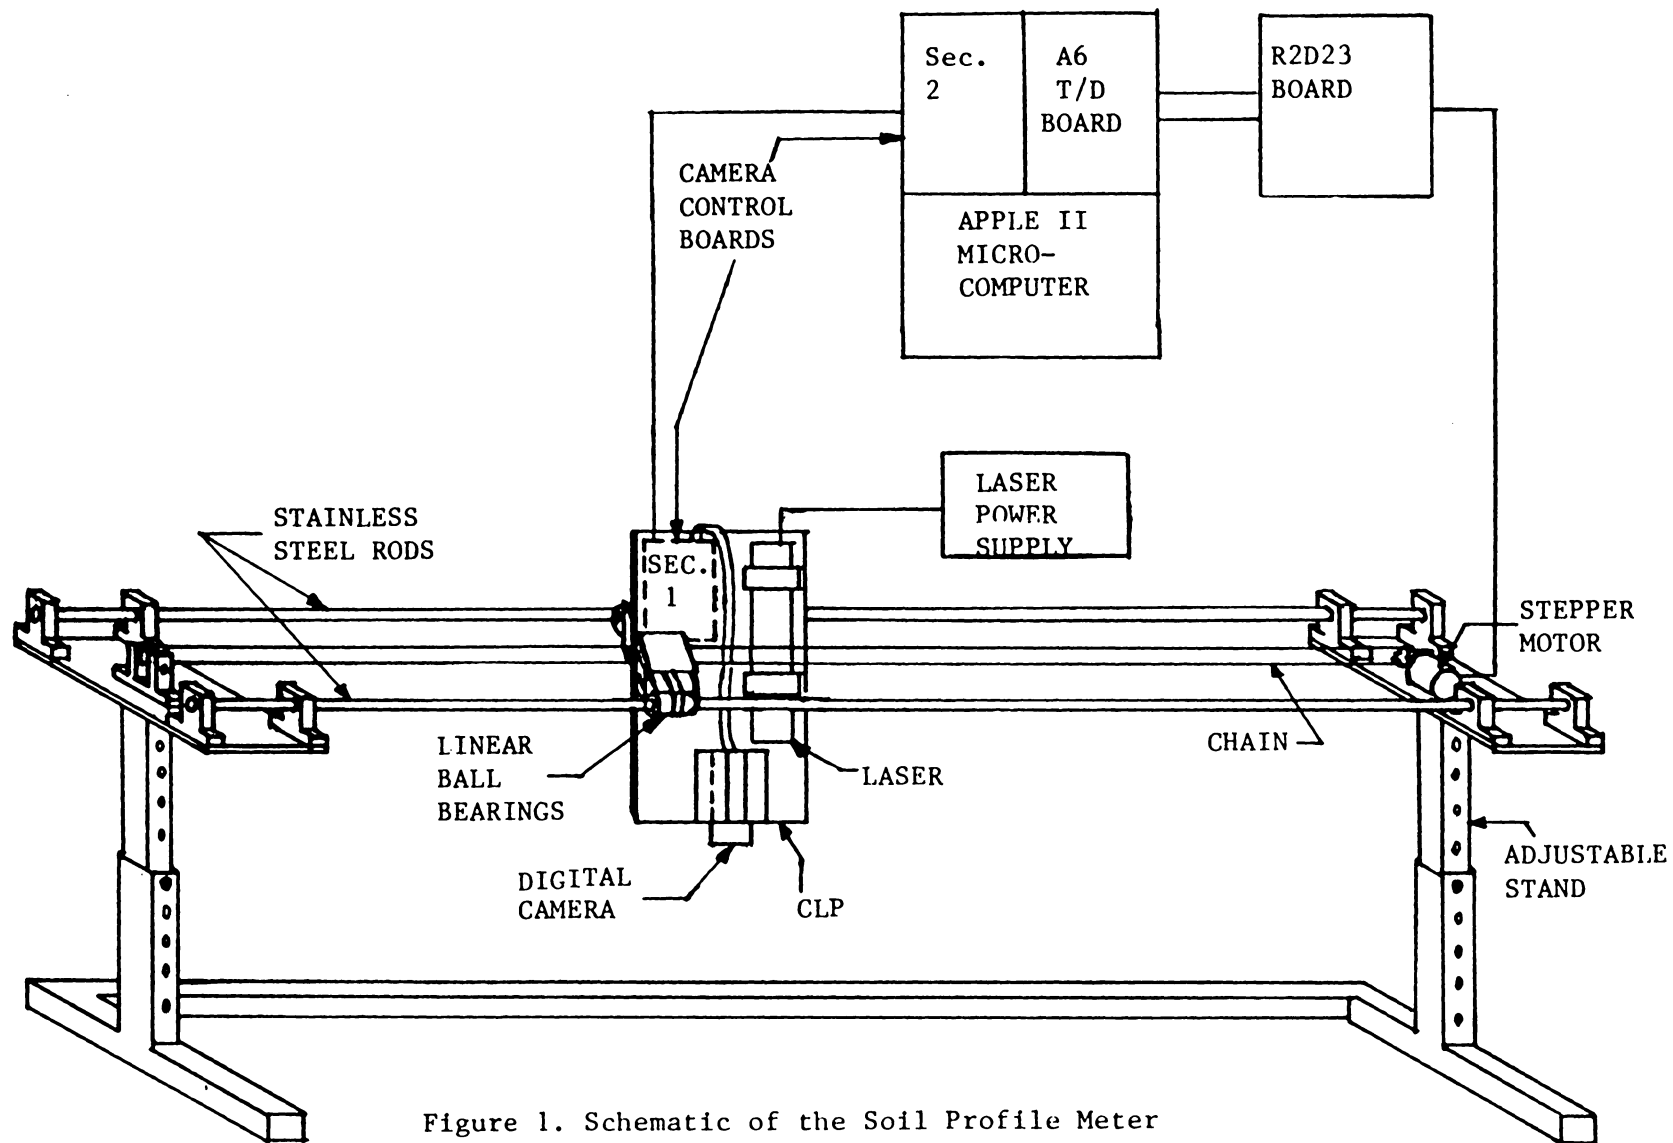 Sec.
2
A6
T/D
BOARD
R2D23
BOARD
CAMERA
CONTROL
BOARDS
APPLE II
MICRO-
COMPUTER
LASER
POWER
SUPPLY
STAINLESS
STEEL RODS
SEC.
1
STEPPER
MOTOR
LINEAR
BALL
BEARINGS
LASER
CHAIN
DIGITAL
CAMERA
CLP
ADJUSTABLE
STAND
Figure 1. Schematic of the Soil Profile Meter